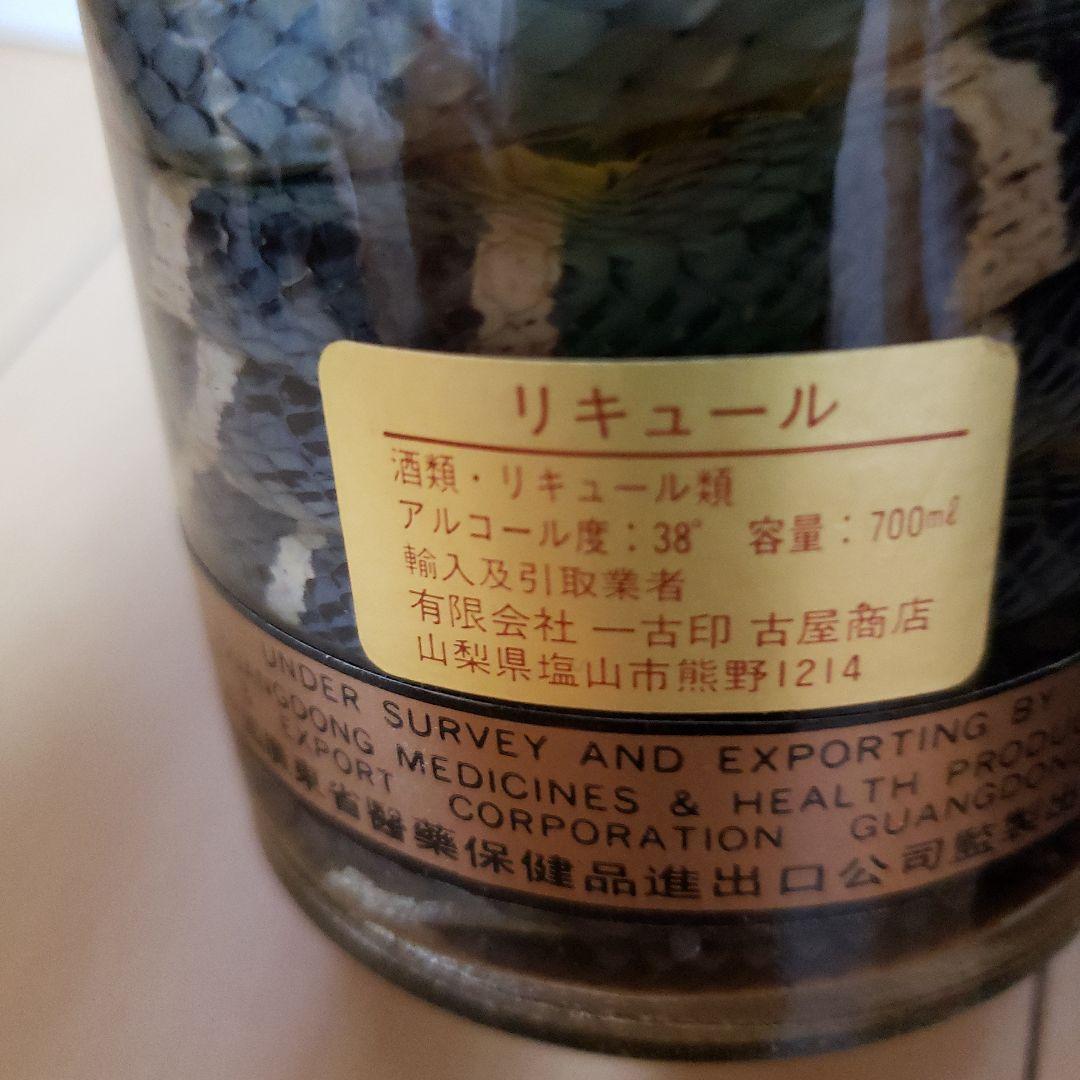 リキュール
酒類・リキュール類
アルコール度:38° 容量:700mℓ
輸入及引取業者
有限会社 一古印 古屋商店
山梨県塩山市熊野1214
UNDER SURVEY AND EXPORTING BY
MEDICINES & HEALTH
EXPORT CORPORATION
省醫藥保健品進出口公司監製